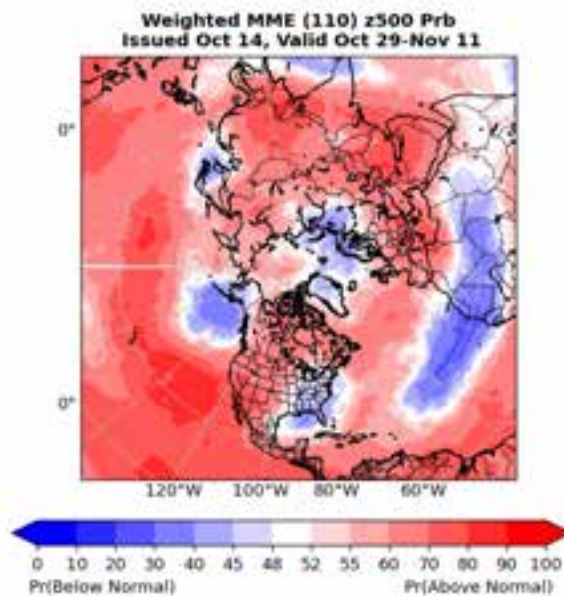 Weighted MME (110) z500 Prb
Issued Oct 14, Valid Oct 29-Nov 11
0°
0°
120°W 100°W 80°W 60°W
0 10 20 30 40 45 48 52 55 60 70 80 90 100
Pr(Below Normal) Pr(Above Normal)